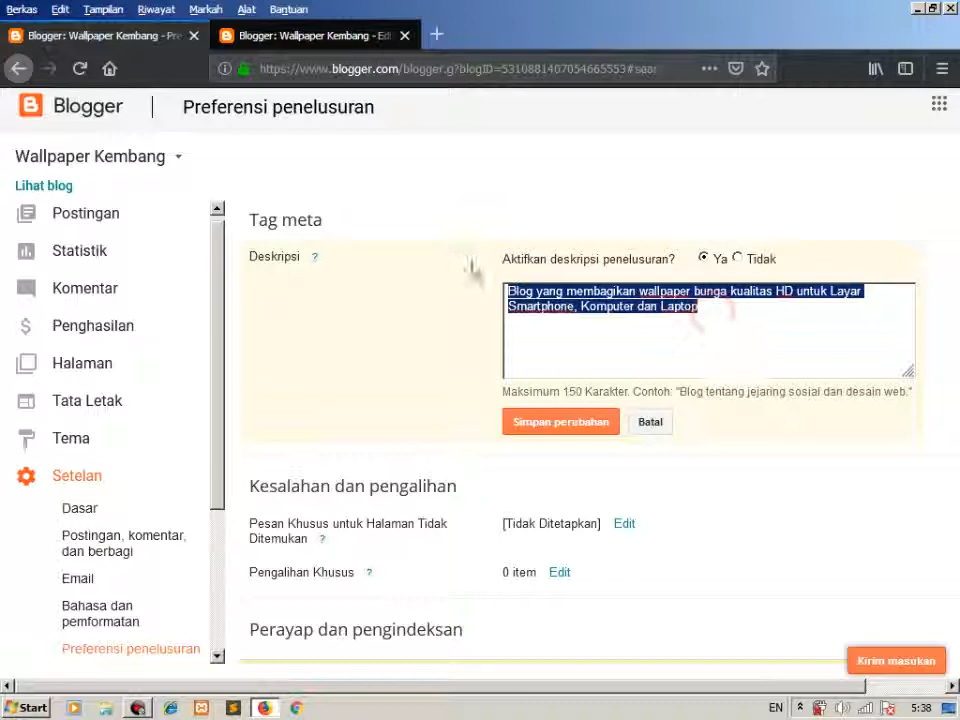 Berkas Edit Tampilan Riwayat Markah Alat Bantuan
Blogger: Wallpaper Kembang - Pre
Blogger: Wallpaper Kembang - Edi
https://www.blogger.com/blogger.g?blogID=5310881407054665553#
Blogger
Preferensi penelusuran
Wallpaper Kembang
Lihat blog
Postingan
Statistik
Komentar
Penghasilan
Halaman
Tata Letak
Tema
Setelan
Dasar
Postingan, komentar,
dan berbagi
Email
Bahasa dan
pemformatan
Preferensi penelusuran
Tag meta
Deskripsi ?
Aktifkan deskripsi penelusuran? Ya Tidak
Blog yang membagikan wallpaper bunga kualitas HD untuk Layar
Smartphone, Komputer dan Laptop
Maksimum 150 Karakter. Contoh: "Blog tentang jejaring sosial dan desain web."
Simpan perubahan
Batal
Kesalahan dan pengalihan
Pesan Khusus untuk Halaman Tidak
Ditemukan ?
[Tidak Ditetapkan] Edit
Pengalihan Khusus ?
0 item Edit
Perayap dan pengindeksan
Kirim masukan
Start
EN
5:38